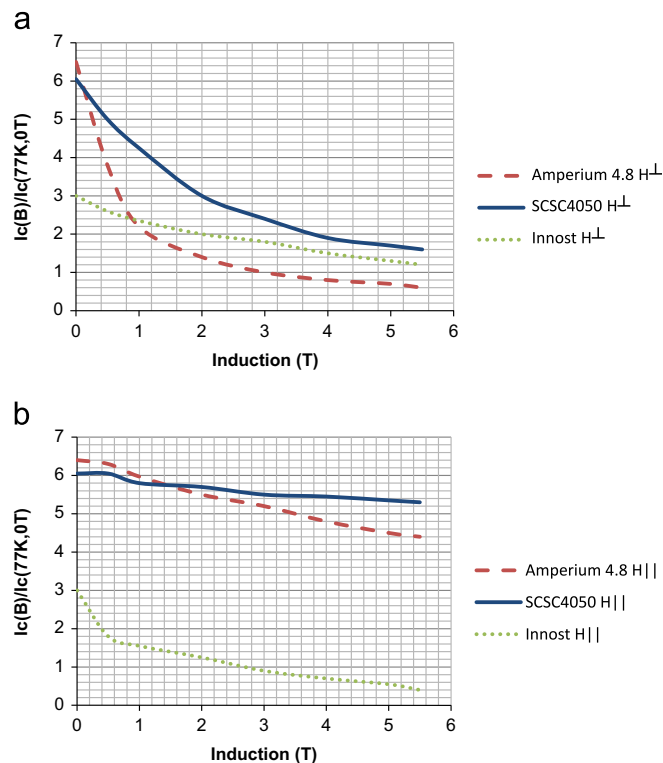 a
Ic(B)/Ic(77K,0T)
7
6
5
4
3
2
1
0
0 1 2 3 4 5 6
Induction (T)
Amperium 4.8 H┴
SCSC4050 H┴
Innost H┴
b
Ic(B)/Ic(77K,0T)
7
6
5
4
3
2
1
0
0 1 2 3 4 5 6
Induction (T)
Amperium 4.8 H||
SCSC4050 H||
Innost H||